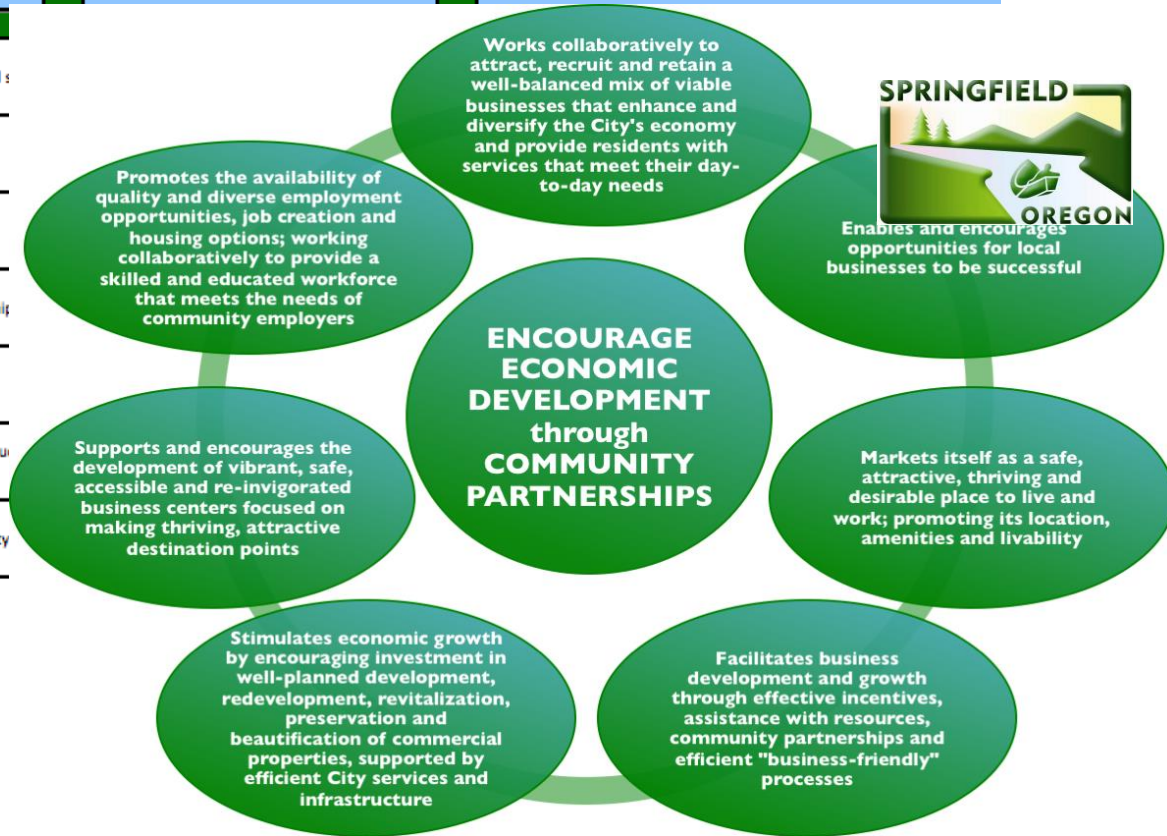 Works collaboratively to
attract, recruit and retain a
well-balanced mix of viable
businesses that enhance and
diversify the City's economy
and provide residents with
services that meet their day-
to-day needs
SPRINGFIELD
OREGON
Enables and encourages
opportunities for local
businesses to be successful
Markets itself as a safe,
attractive, thriving and
desirable place to live and
work; promoting its location,
amenities and livability
Facilitates business
development and growth
through effective incentives,
assistance with resources,
community partnerships and
efficient "business-friendly"
processes
Stimulates economic growth
by encouraging investment in
well-planned development,
redevelopment, revitalization,
preservation and
beautification of commercial
properties, supported by
efficient City services and
infrastructure
Supports and encourages the
development of vibrant, safe,
accessible and re-invigorated
business centers focused on
making thriving, attractive
destination points
Promotes the availability of
quality and diverse employment
opportunities, job creation and
housing options; working
collaboratively to provide a
skilled and educated workforce
that meets the needs of
community employers
ENCOURAGE
ECONOMIC
DEVELOPMENT
through
COMMUNITY
PARTNERSHIPS